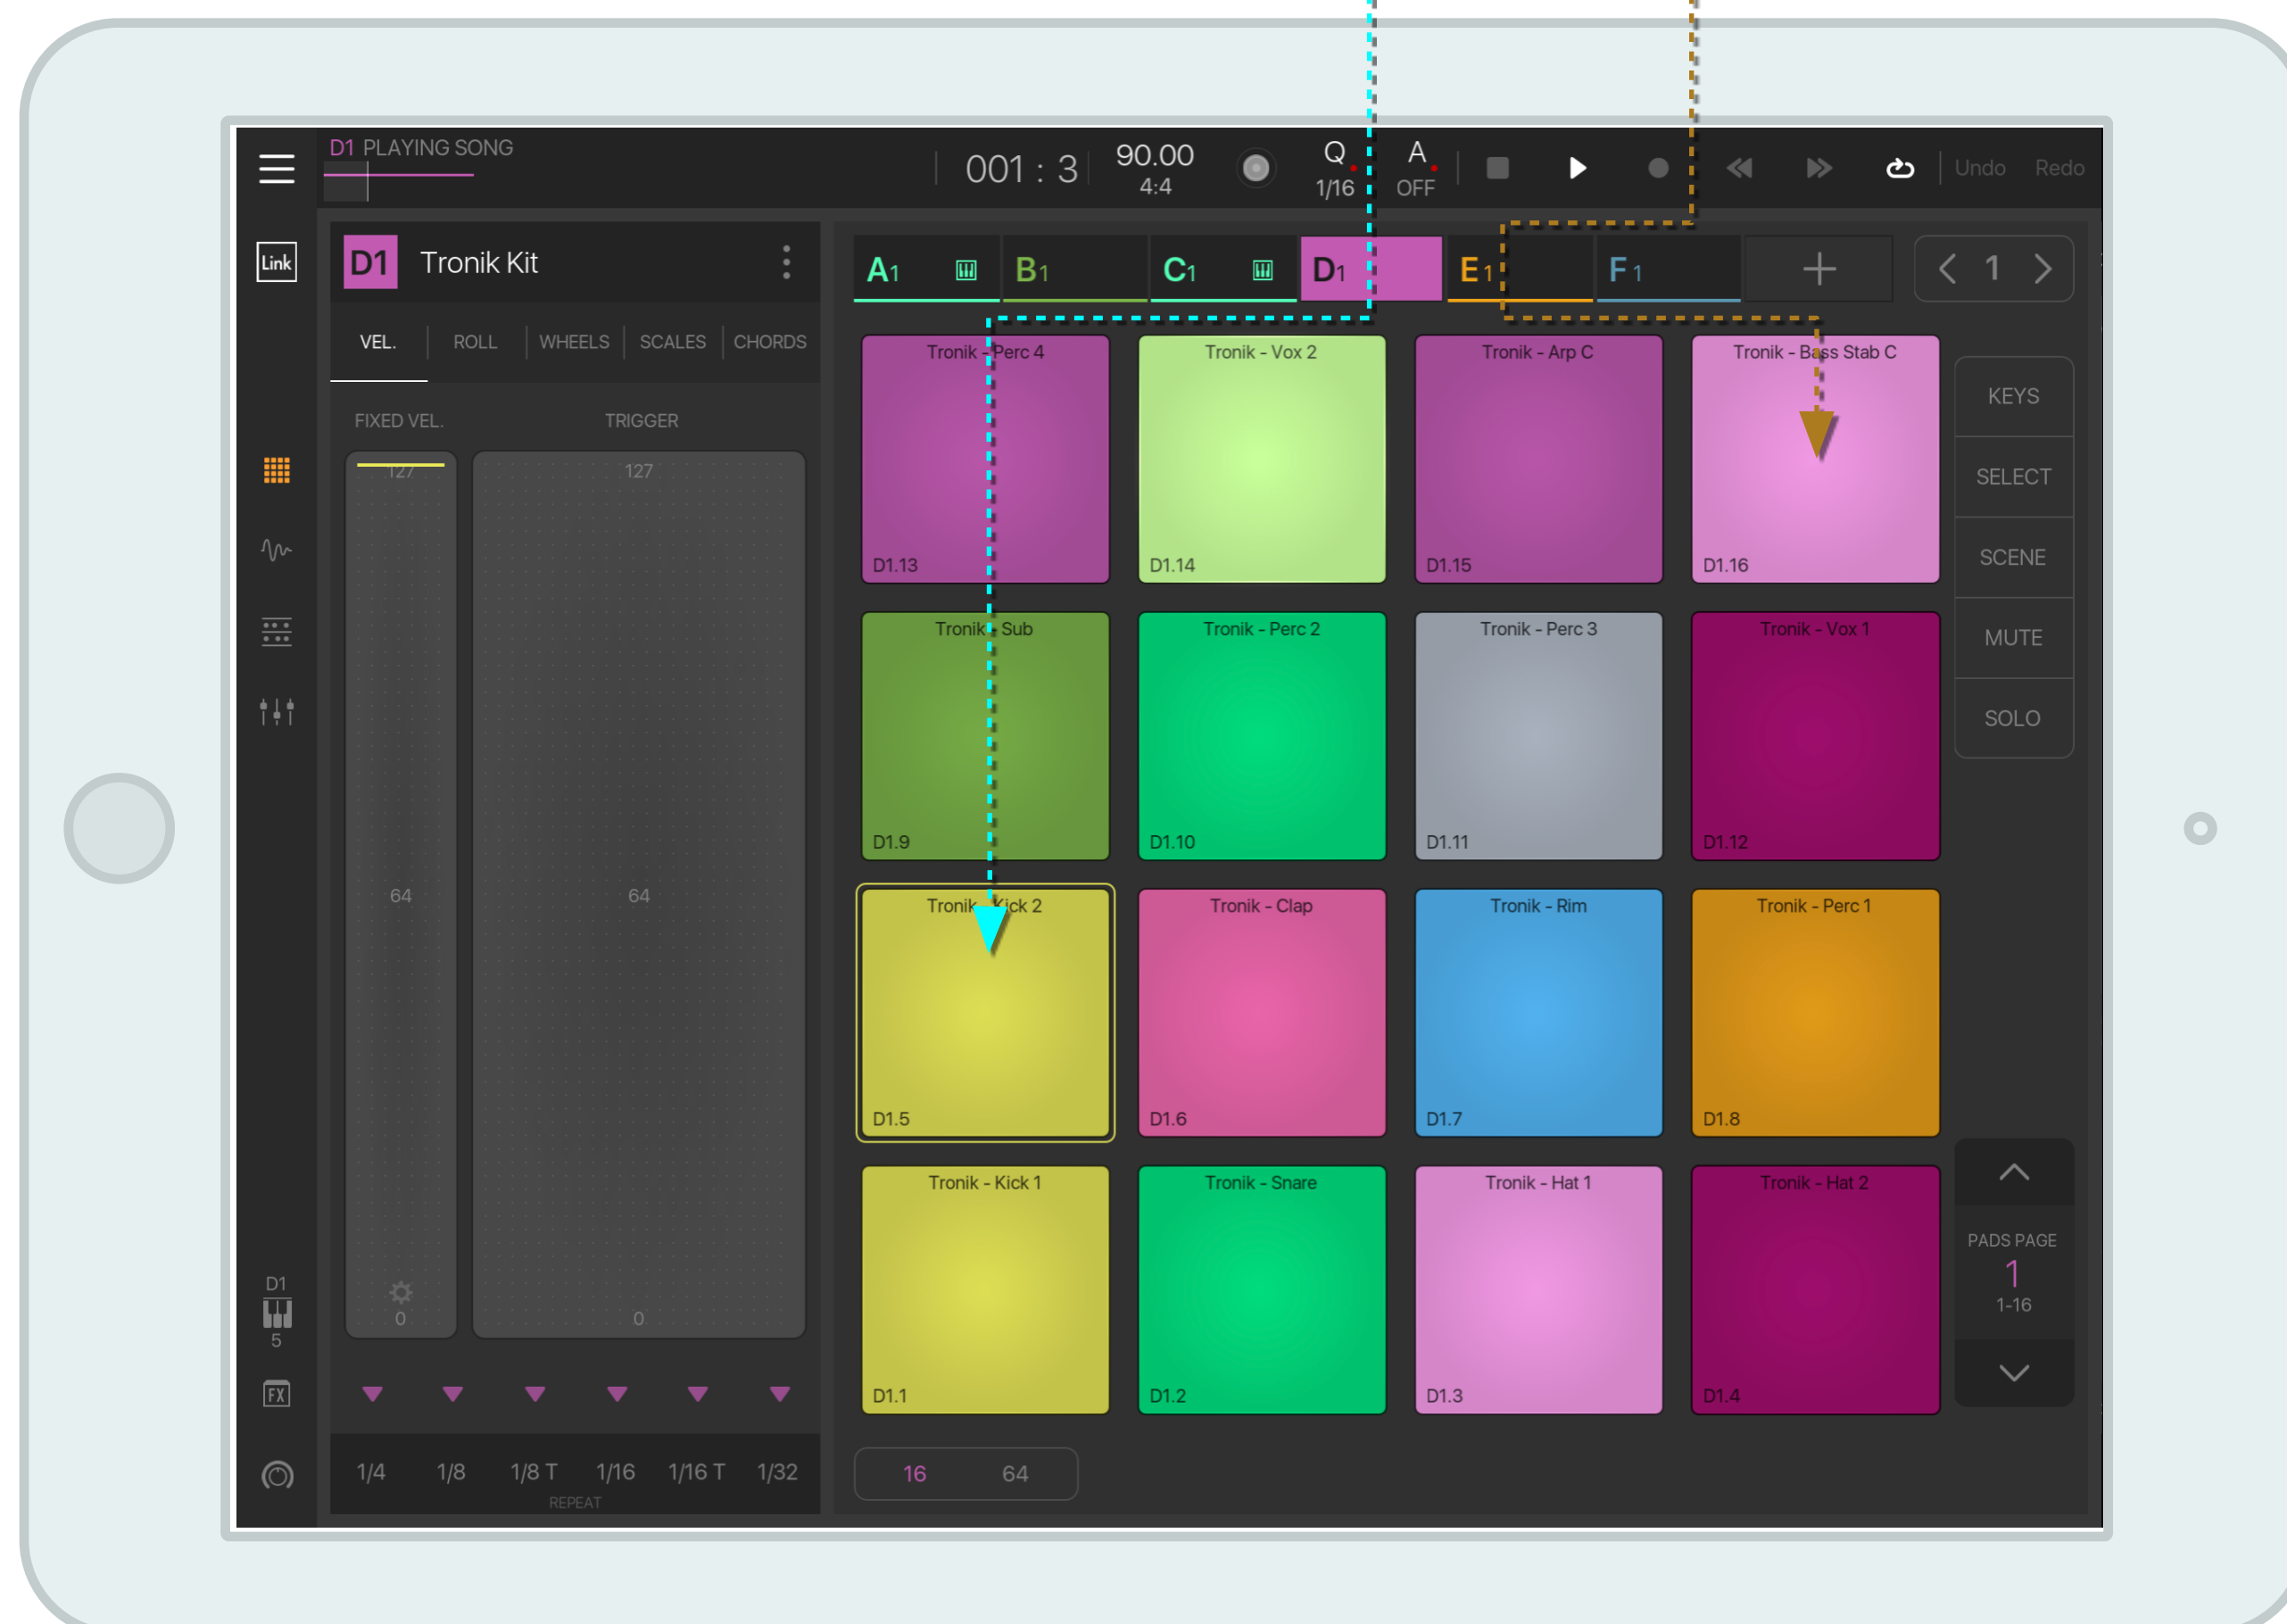 D1 PLAYING SONG
001 : 3
90.00
4:4
Q
1/16
A
OFF
Undo
Redo
Link
D1 Tronik Kit
A1
B1
C1
D1
E1
F1
+
1
VEL.
ROLL
WHEELS
SCALES
CHORDS
FIXED VEL.
TRIGGER
127
127
64
64
0
0
Tronik - Perc 4
D1.13
Tronik - Vox 2
D1.14
Tronik - Arp C
D1.15
Tronik - Bass Stab C
D1.16
Tronik - Sub
D1.9
Tronik - Perc 2
D1.10
Tronik - Perc 3
D1.11
Tronik - Vox 1
D1.12
Tronik - Kick 2
D1.5
Tronik - Clap
D1.6
Tronik - Rim
D1.7
Tronik - Perc 1
D1.8
Tronik - Kick 1
D1.1
Tronik - Snare
D1.2
Tronik - Hat 1
D1.3
Tronik - Hat 2
D1.4
KEYS
SELECT
SCENE
MUTE
SOLO
PADS PAGE
1
1-16
D1
5
FX
1/4
1/8
1/8 T
1/16
1/16 T
1/32
REPEAT
16
64